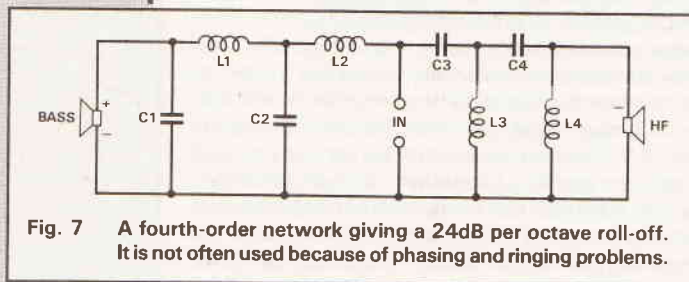 L1
L2
C3
C4
BASS
+
−
C1
C2
IN
L3
L4
−
HF
Fig. 7 A fourth-order network giving a 24dB per octave roll-off.
It is not often used because of phasing and ringing problems.